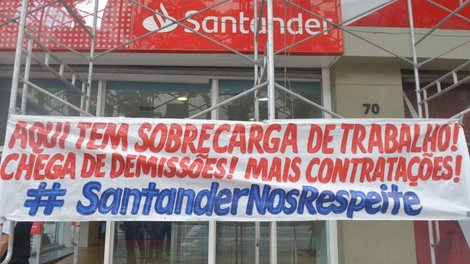 Santander
70
AQUI TEM SOBRECARGA DE TRABALHO!
CHEGA DE DEMISSÕES! MAIS CONTRATAÇÕES!
# SantanderNosRespeite